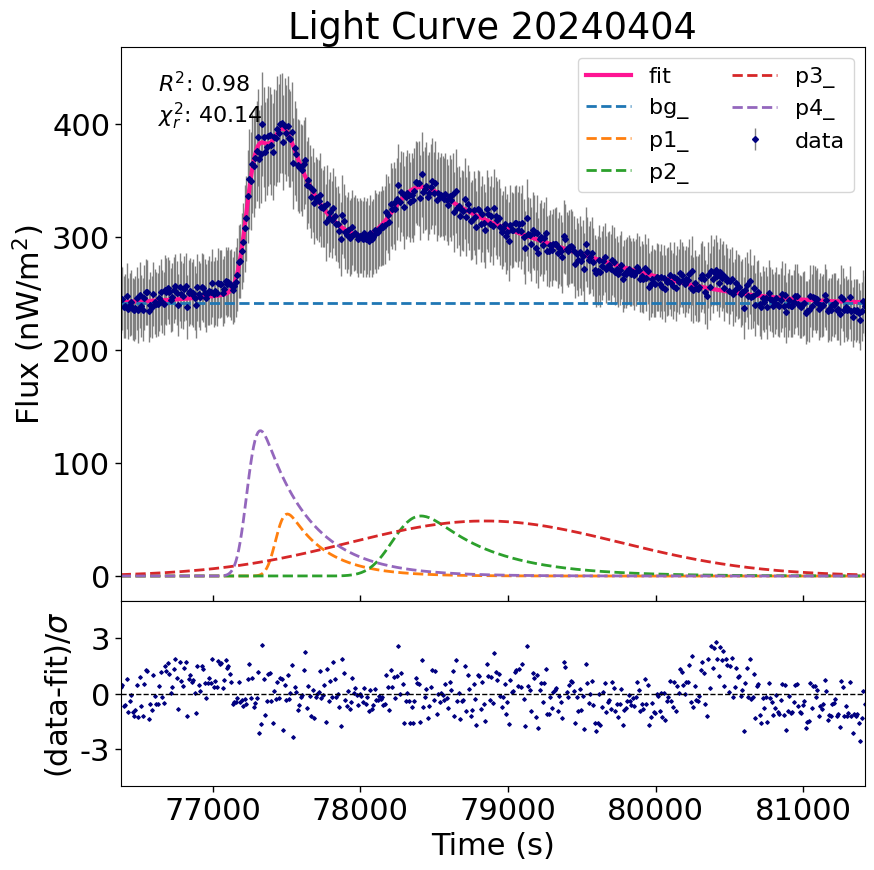 Light Curve 20240404
R²: 0.98
χ²ᵣ: 40.14
fit
bg_
p1_
p2_
p3_
p4_
data
Flux (nW/m²)
400
300
200
100
0
(data-fit)/σ
3
0
-3
77000 78000 79000 80000 81000
Time (s)